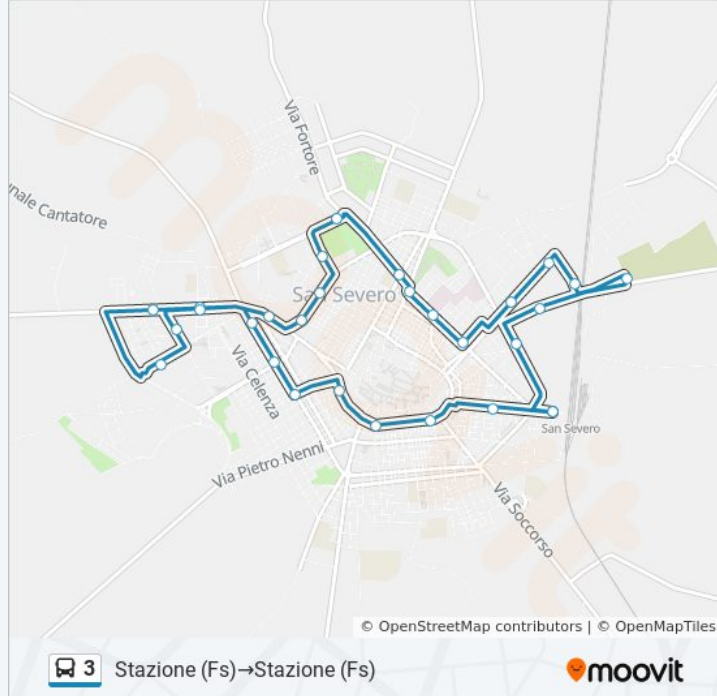 Via Fortore
nale Cantatore
San Severo
Via Celenza
San Severo
Via Pietro Nenni
Via Soccorso
© OpenStreetMap contributors | © OpenMapTiles
3 Stazione (Fs)→Stazione (Fs)
moovit